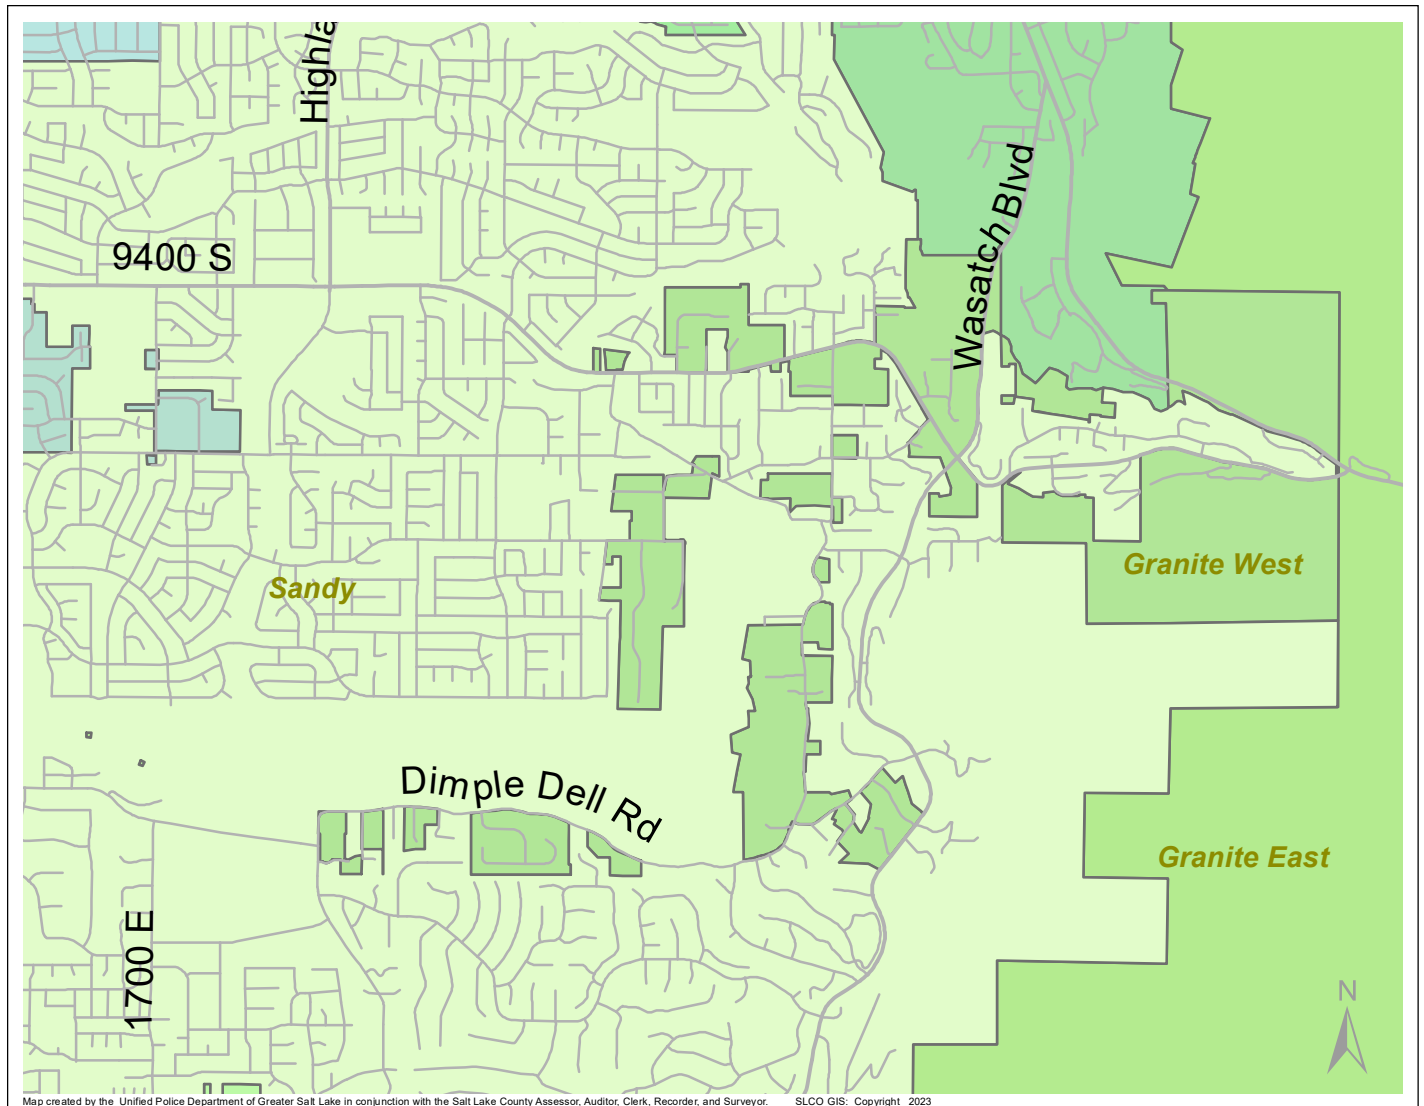 Highla
Wasatch Blvd
9400 S
Granite West
Sandy
Dimple Dell Rd
Granite East
1700 E
N
Map created by the Unified Police Department of Greater Salt Lake in conjunction with the Salt Lake County Assessor, Auditor, Clerk, Recorder, and Surveyor. SLCO GIS: Copyright 2023